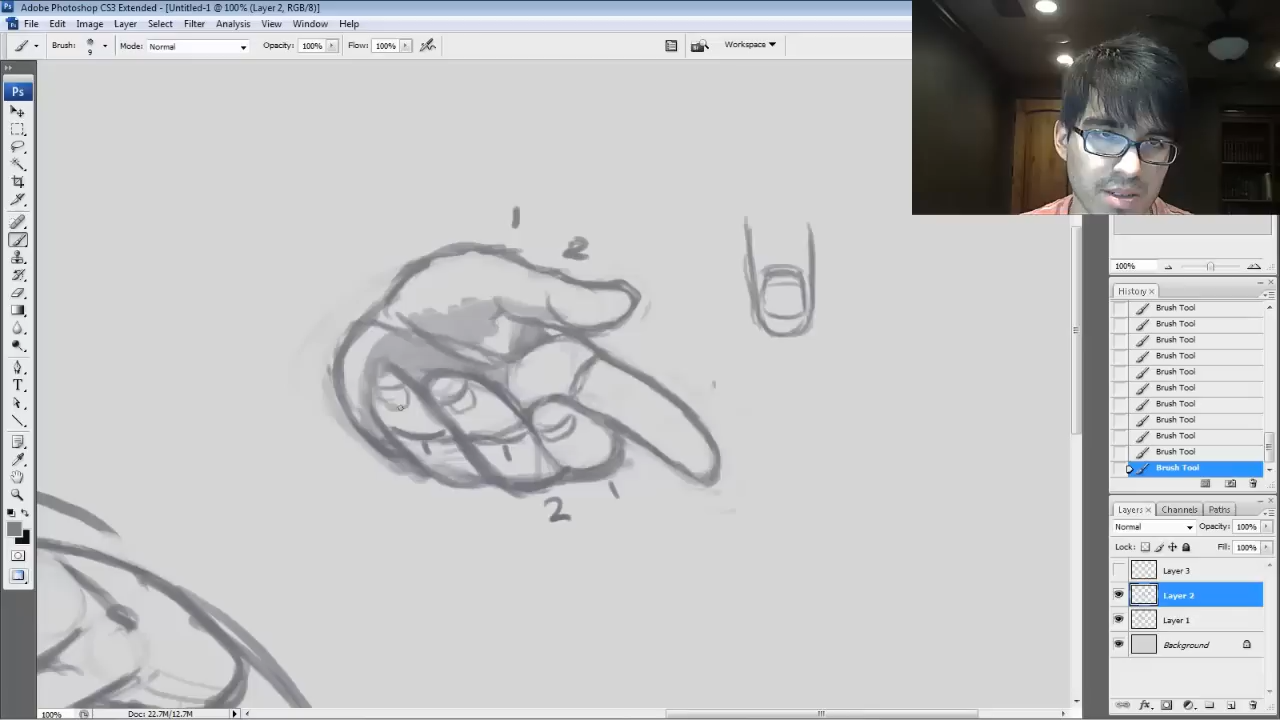 Adobe Photoshop CS3 Extended - [Untitled-1 @ 100% (Layer 2, RGB/8)]
File Edit Image Layer Select Filter Analysis View Window Help
Brush: 9 Mode: Normal Opacity: 100% Flow: 100% Workspace
Ps
1
2
1
2
T
100%
History
Brush Tool
Brush Tool
Brush Tool
Brush Tool
Brush Tool
Brush Tool
Brush Tool
Brush Tool
Brush Tool
Brush Tool
Brush Tool
Layers Channels Paths
Normal Opacity: 100%
Lock: Fill: 100%
Layer 3
Layer 2
Layer 1
Background
100% Doc: 22.7M/12.7M